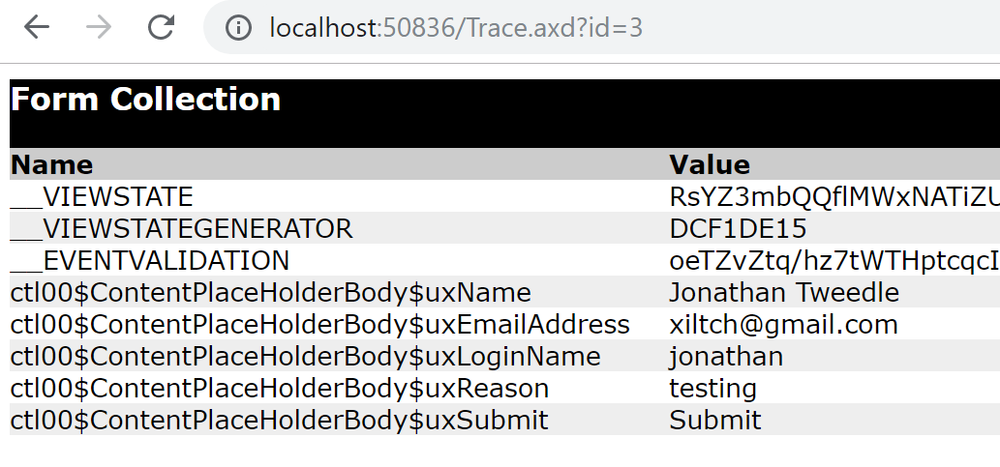 localhost:50836/Trace.axd?id=3
Form Collection
Name Value
__VIEWSTATE RsYZ3mbQQflMWxNATiZU
__VIEWSTATEGENERATOR DCF1DE15
__EVENTVALIDATION oeTZvZtq/hz7tWTHptcqcI
ctl00$ContentPlaceHolderBody$uxName Jonathan Tweedle
ctl00$ContentPlaceHolderBody$uxEmailAddress xiltch@gmail.com
ctl00$ContentPlaceHolderBody$uxLoginName jonathan
ctl00$ContentPlaceHolderBody$uxReason testing
ctl00$ContentPlaceHolderBody$uxSubmit Submit